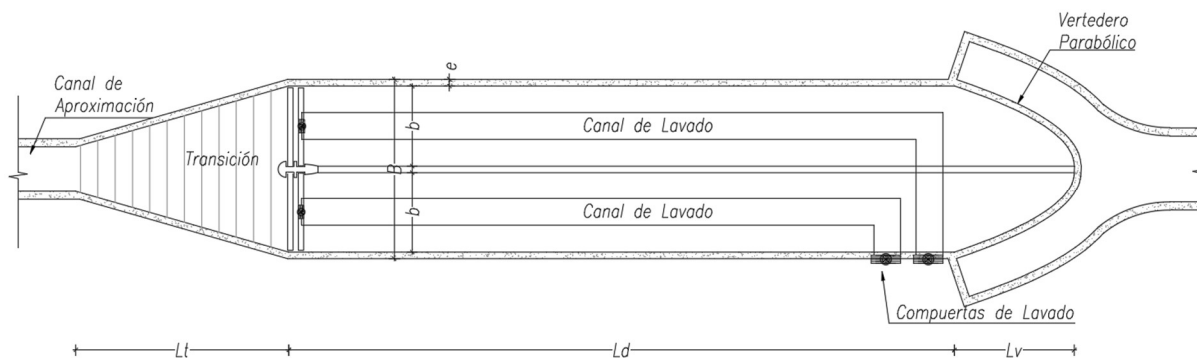 Vertedero
Parabólico
Canal de
Aproximación
e
b
Canal de Lavado
Transición
B
b
Canal de Lavado
Compuertas de Lavado
Lt
Ld
Lv